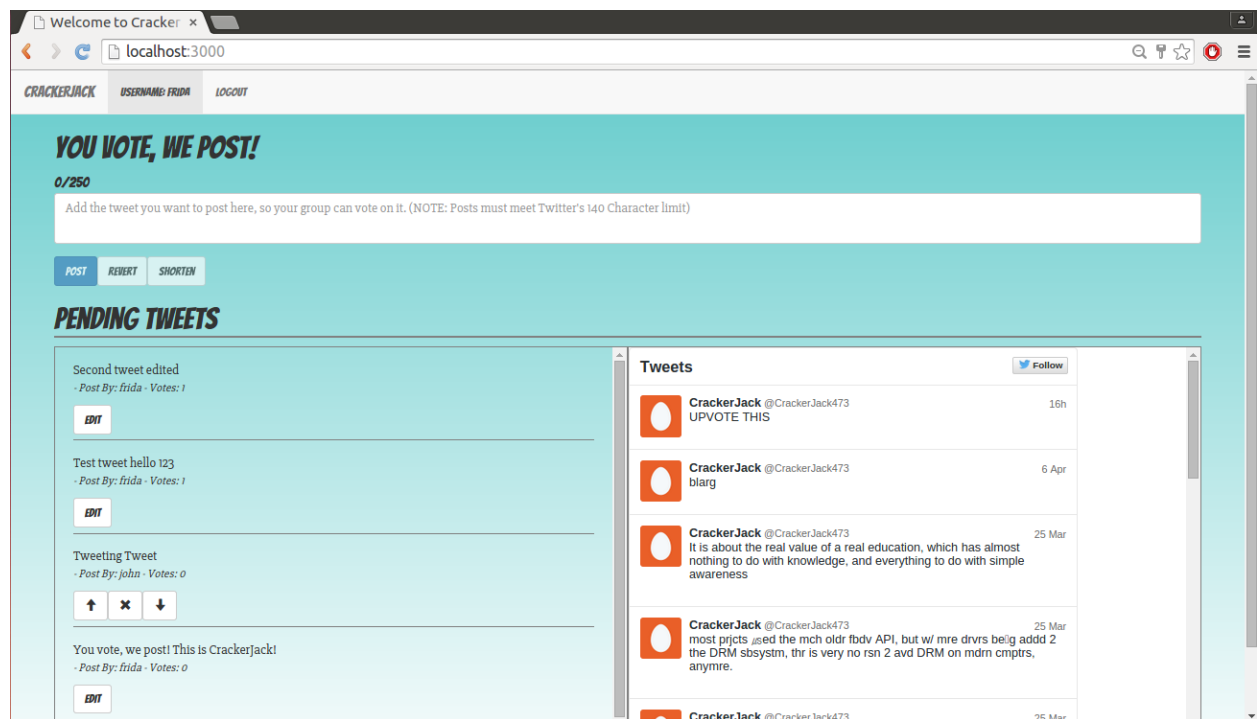 Welcome to Cracker
localhost:3000
CRACKERJACK USERNAME: FRIDA LOGOUT
YOU VOTE, WE POST!
0/250
Add the tweet you want to post here, so your group can vote on it. (NOTE: Posts must meet Twitter's 140 Character limit)
POST REVERT SHORTEN
PENDING TWEETS
Second tweet edited
- Post By: frida - Votes: 1
EDIT
Test tweet hello 123
- Post By: frida - Votes: 1
EDIT
Tweeting Tweet
- Post By: john - Votes: 0
You vote, we post! This is CrackerJack!
- Post By: frida - Votes: 0
EDIT
Tweets
Follow
CrackerJack @CrackerJack473 16h
UPVOTE THIS
CrackerJack @CrackerJack473 6 Apr
blarg
CrackerJack @CrackerJack473 25 Mar
It is about the real value of a real education, which has almost
nothing to do with knowledge, and everything to do with simple
awareness
CrackerJack @CrackerJack473 25 Mar
most prjcts the mch oldr fbdv API, but w/ mre drvrs addd 2
the DRM sbsystm, thr is very no rsn 2 avd DRM on mdrn cmptrs,
anymre.
CrackerJack @CrackerJack473 25 Mar